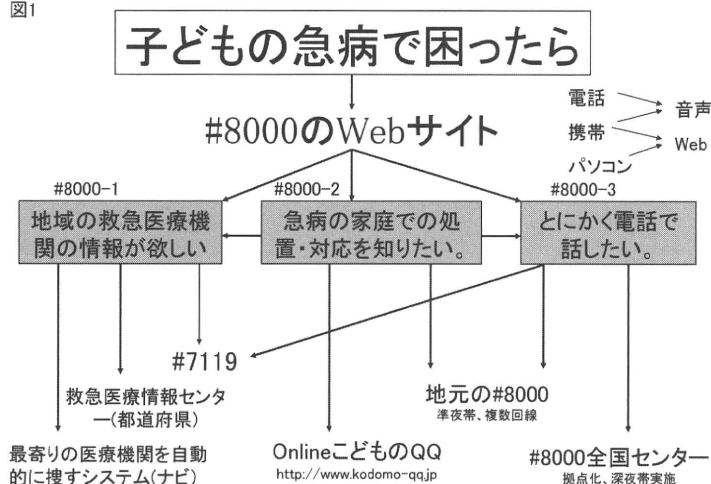 図1
子どもの急病で困ったら
#8000のWebサイト
電話
携帯
パソコン
音声
Web
#8000-1
地域の救急医療機
関の情報が欲しい
#8000-2
急病の家庭での処
置・対応を知りたい。
#8000-3
とにかく電話で
話したい。
#7119
救急医療情報センタ
ー(都道府県)
地元の#8000
準夜帯、複数回線
最寄りの医療機関を自動
的に捜すシステム(ナビ)
OnlineこどものQQ
http://www.kodomo-qq.jp
#8000全国センター
拠点化、深夜帯実施